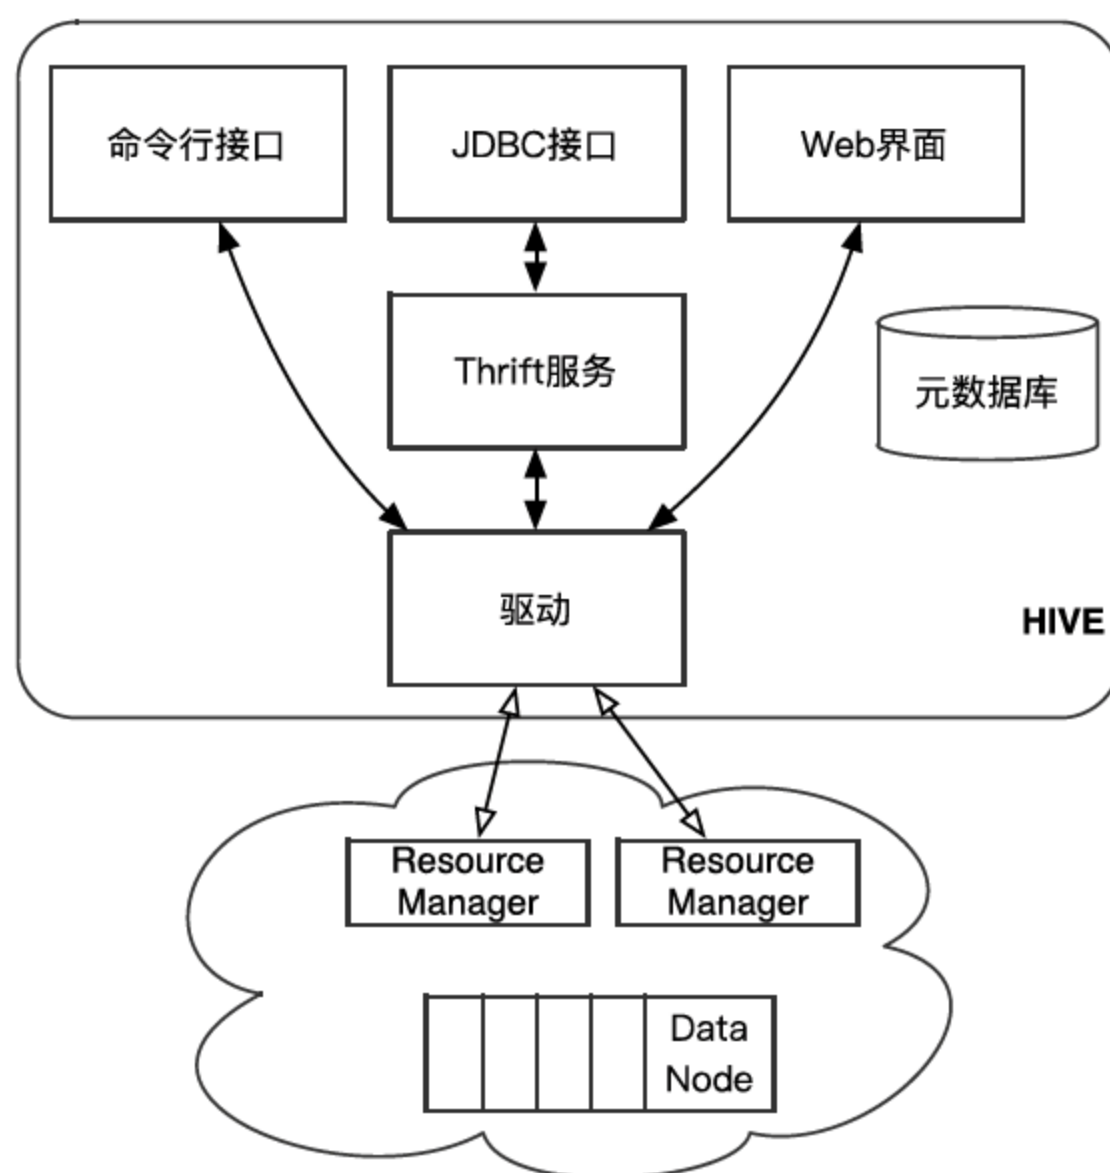 命令行接口
JDBC接口
Web界面
Thrift服务
元数据库
驱动
HIVE
Resource
Manager
Resource
Manager
Data
Node